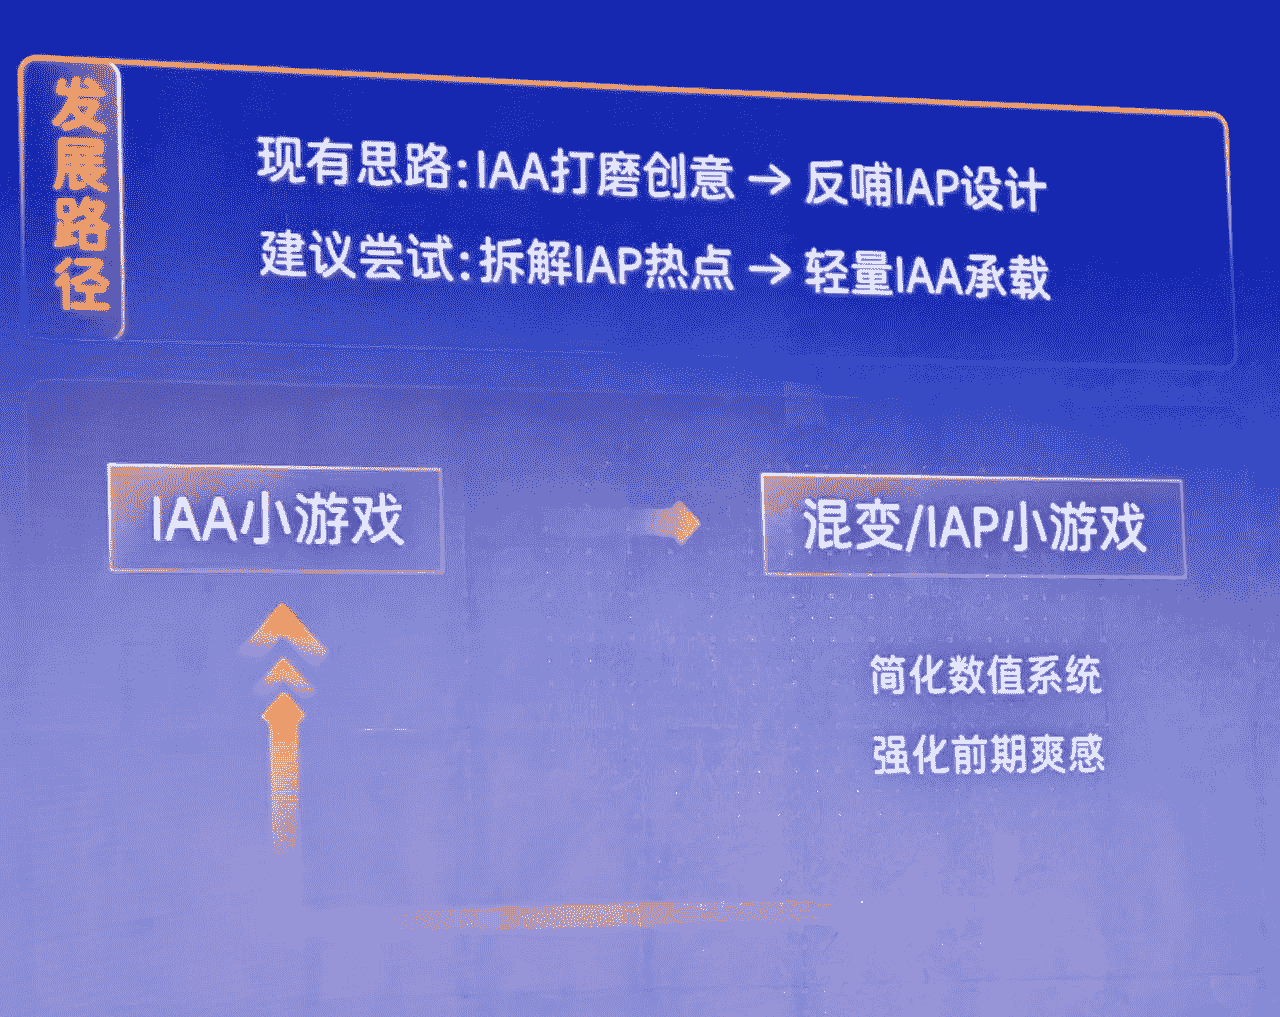 发展路径
现有思路:IAA打磨创意→反哺IAP设计
建议尝试:拆解IAP热点→轻量IAA承载
IAA小游戏
混变/IAP小游戏
简化数值系统
强化前期爽感